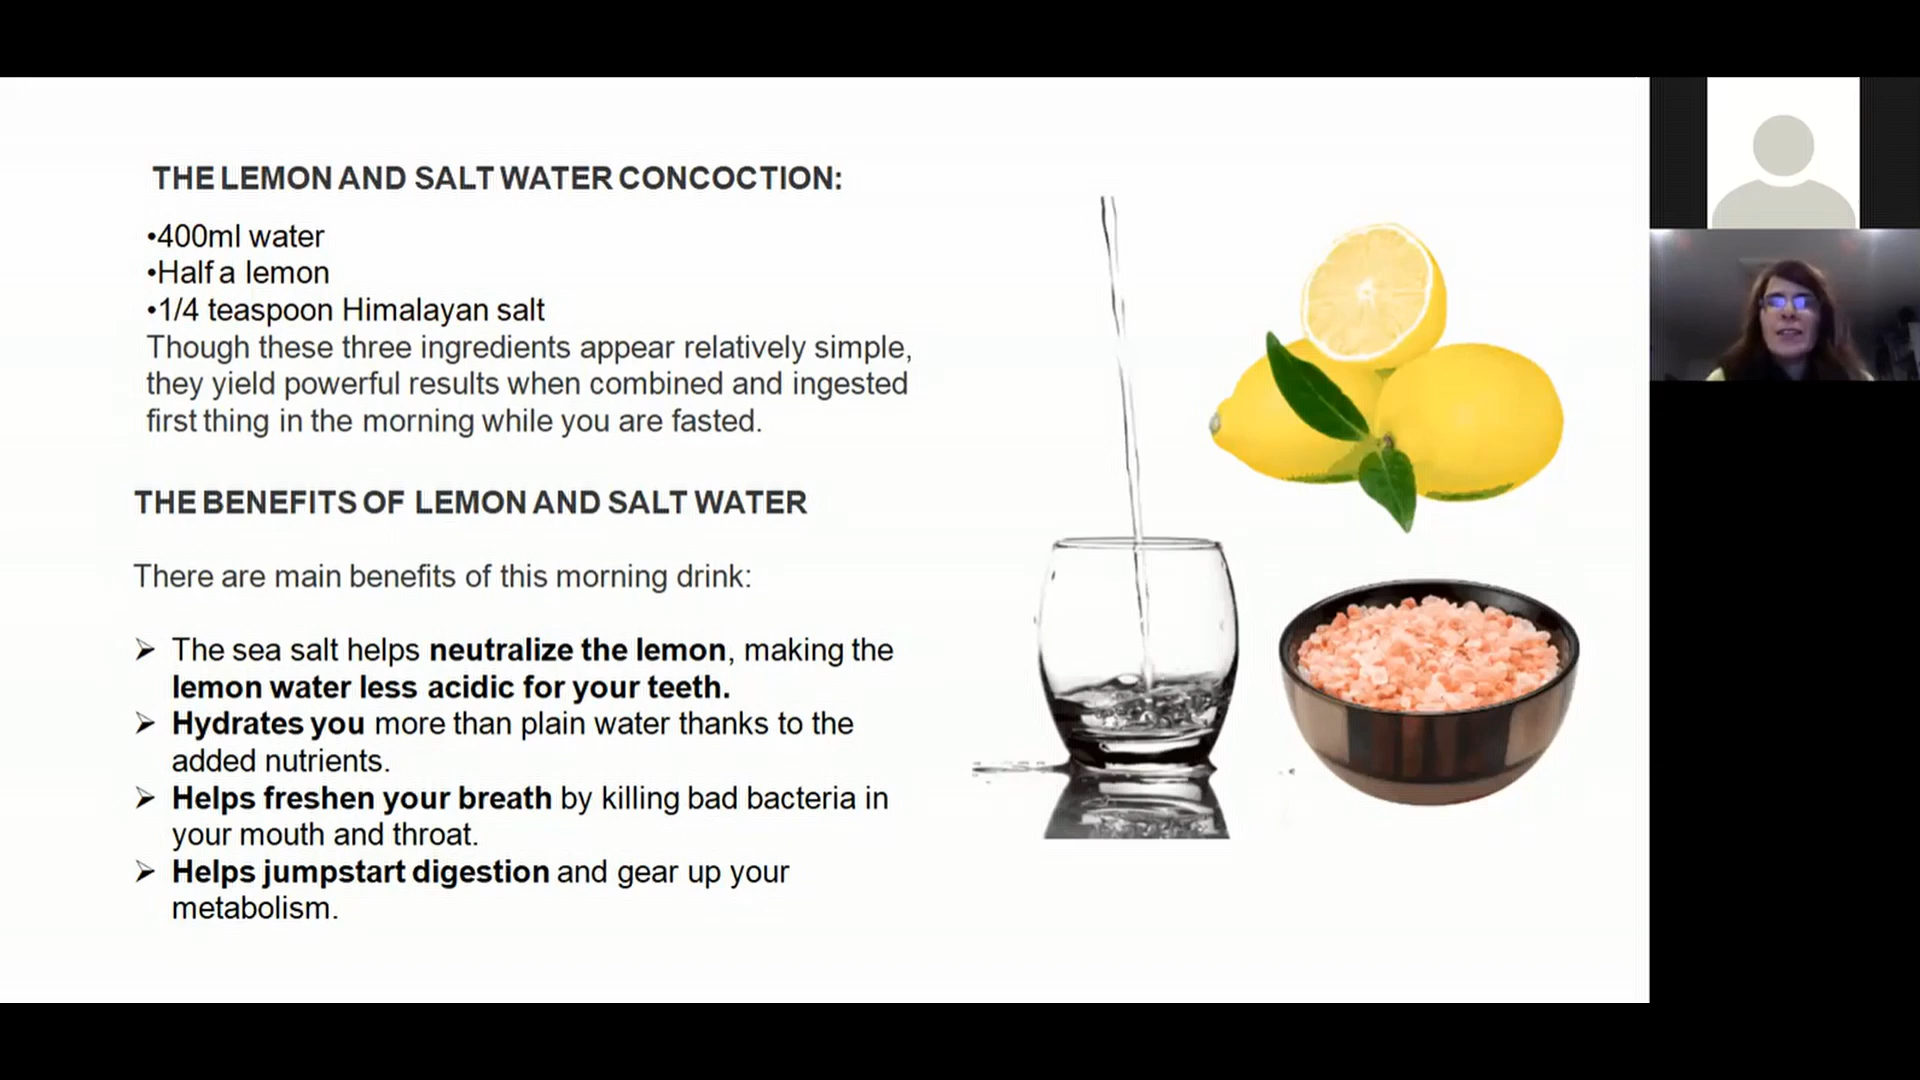 THE LEMON AND SALT WATER CONCOCTION:
•400ml water
•Half a lemon
•1/4 teaspoon Himalayan salt
Though these three ingredients appear relatively simple,
they yield powerful results when combined and ingested
first thing in the morning while you are fasted.
THE BENEFITS OF LEMON AND SALT WATER
There are main benefits of this morning drink:
➢ The sea salt helps neutralize the lemon, making the
lemon water less acidic for your teeth.
➢ Hydrates you more than plain water thanks to the
added nutrients.
➢ Helps freshen your breath by killing bad bacteria in
your mouth and throat.
➢ Helps jumpstart digestion and gear up your
metabolism.